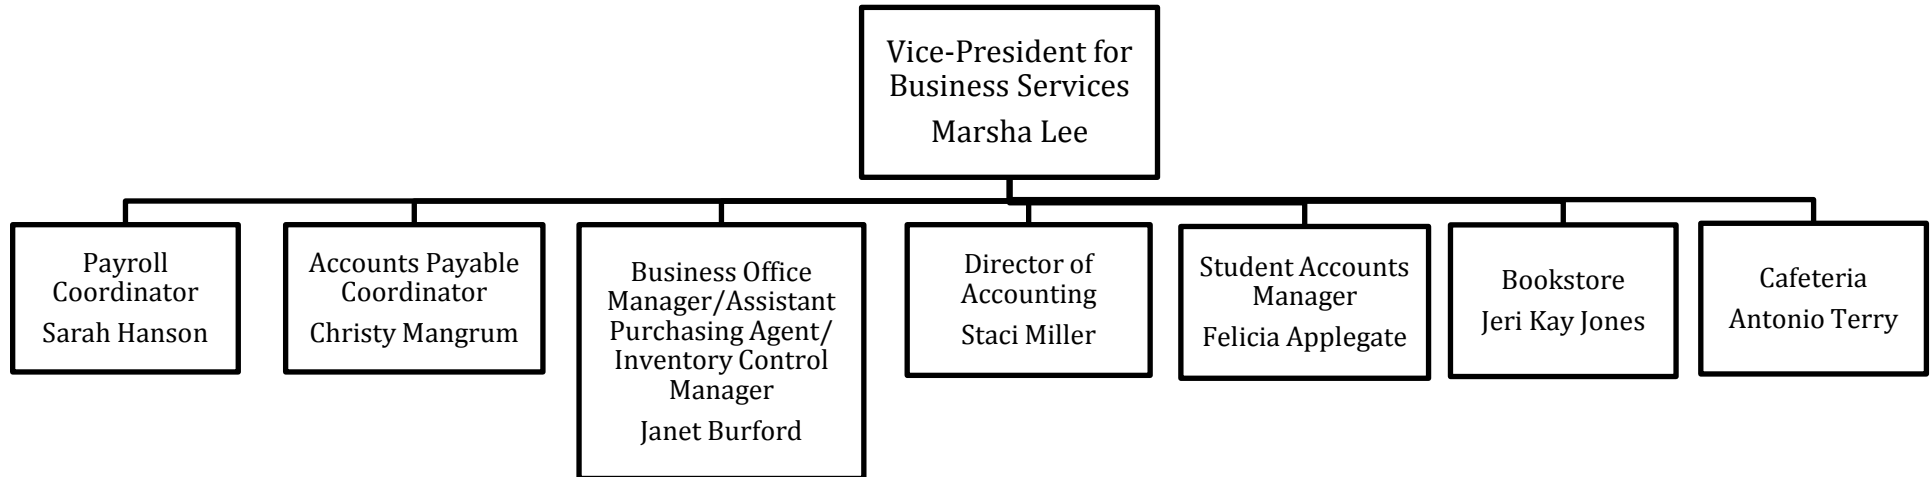 Vice-President for
Business Services
Marsha Lee
Payroll
Coordinator
Sarah Hanson
Accounts Payable
Coordinator
Christy Mangrum
Business Office
Manager/Assistant
Purchasing Agent/
Inventory Control
Manager
Janet Burford
Director of
Accounting
Staci Miller
Student Accounts
Manager
Felicia Applegate
Bookstore
Jeri Kay Jones
Cafeteria
Antonio Terry